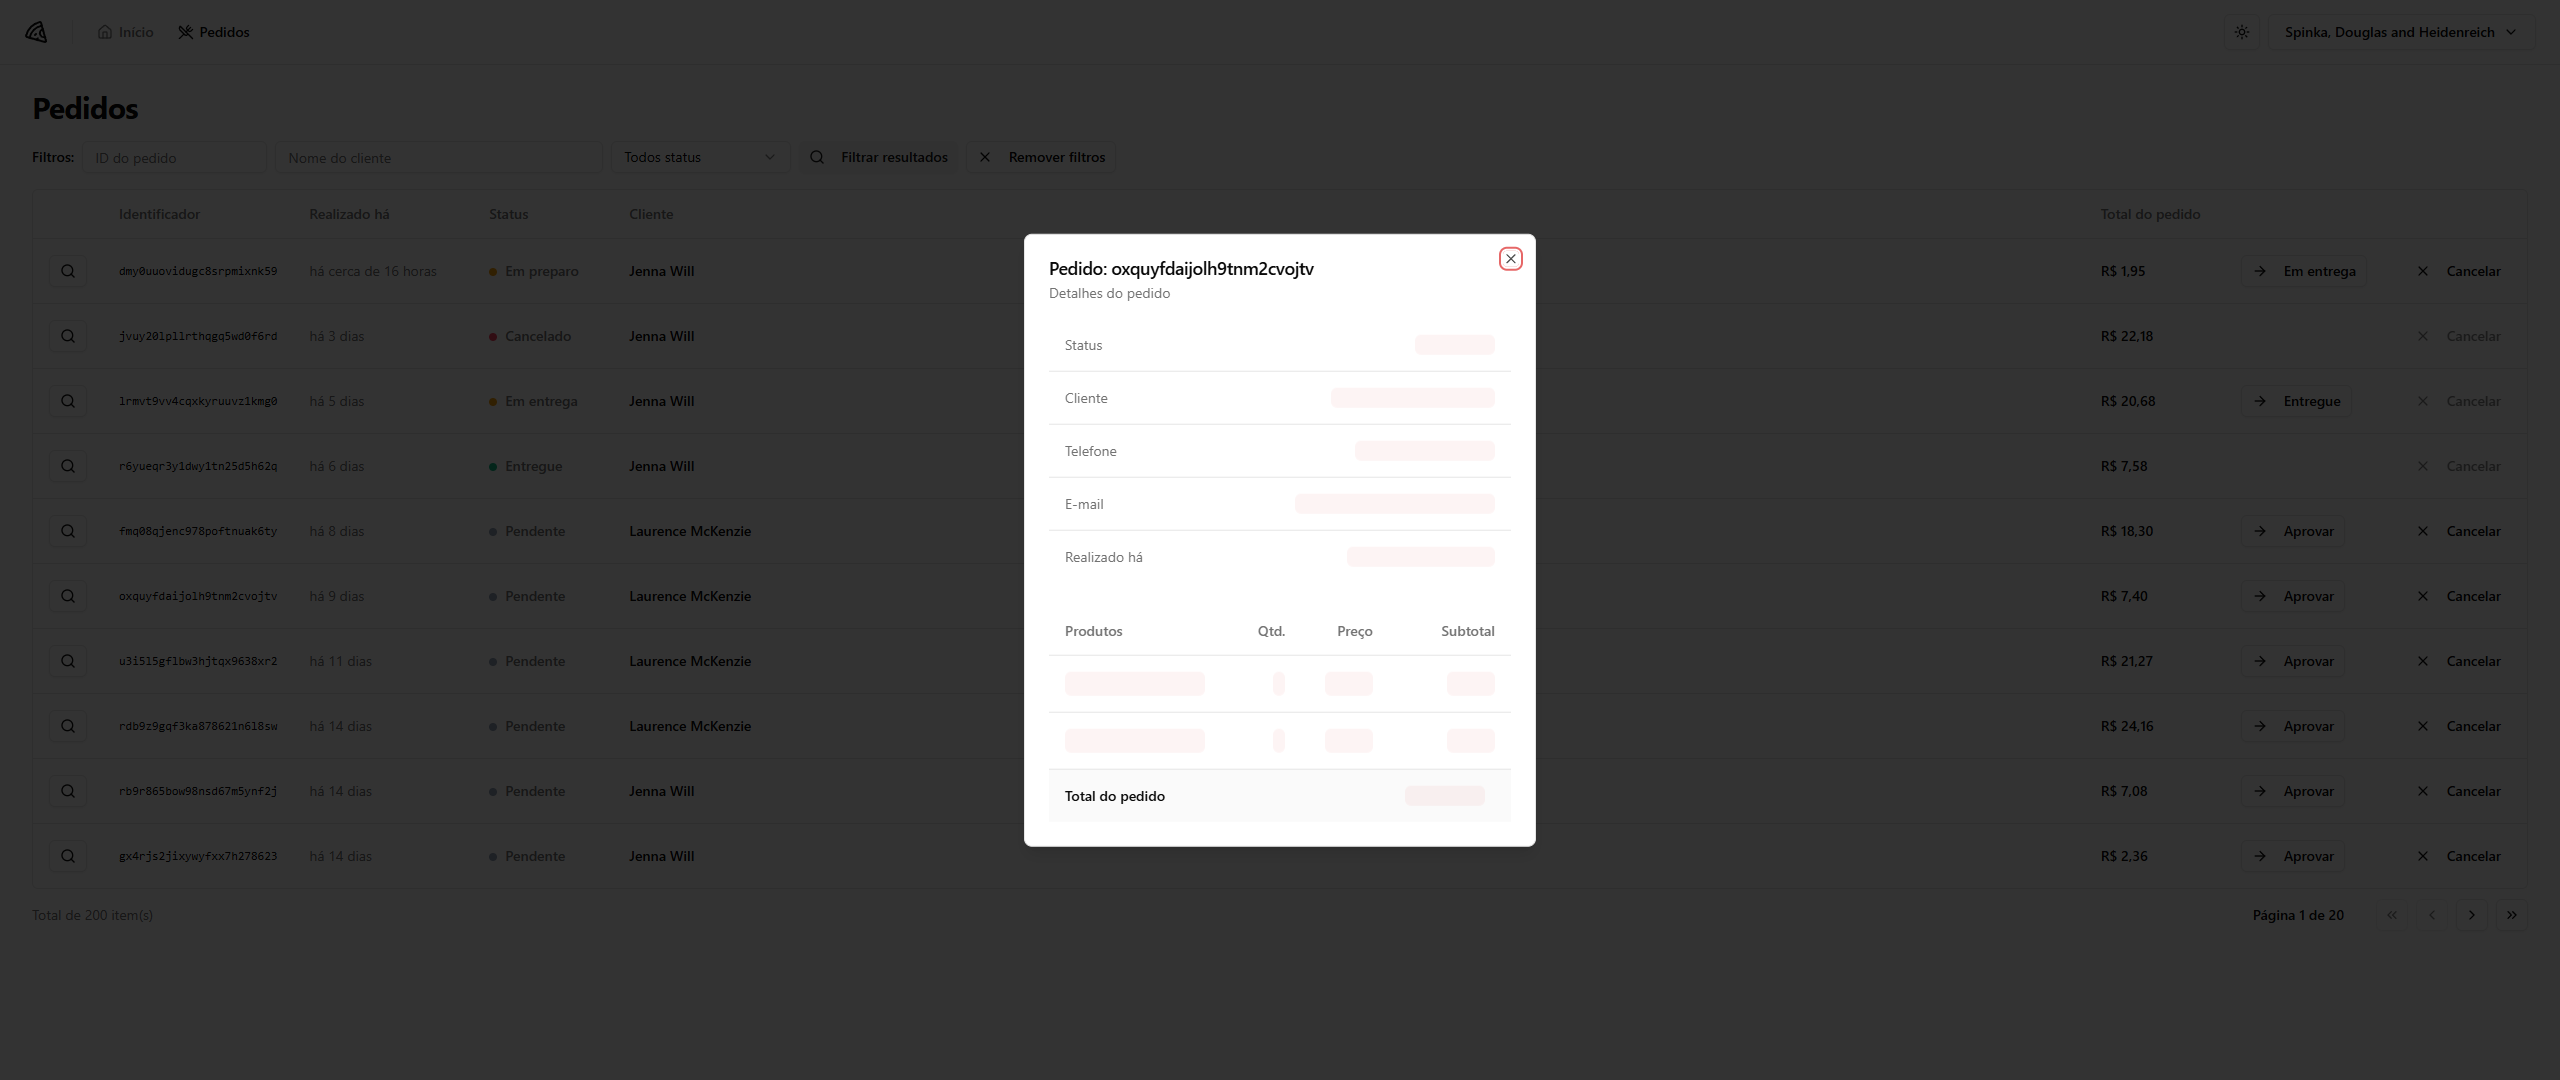 Início Pedidos Spinka, Douglas and Heidenreich
Pedidos
Filtros: ID do pedido Nome do cliente Todos status Filtrar resultados Remover filtros
Identificador Realizado há Status Cliente Total do pedido
dmy0uuovidugc8srpmixnk59 há cerca de 16 horas Em preparo Jenna Will R$ 1,95 Em entrega Cancelar
jvuy20lpllrthqgq5wd0f6rd há 3 dias Cancelado Jenna Will R$ 22,18 Cancelar
lrmvt9vv4cqxkyruuvz1kmg0 há 5 dias Em entrega Jenna Will R$ 20,68 Entregue Cancelar
r6yueqr3y1dwy1tn25d5h62q há 6 dias Entregue Jenna Will R$ 7,58 Cancelar
fmq08qjenc978poftnuak6ty há 8 dias Pendente Laurence McKenzie R$ 18,30 Aprovar Cancelar
oxquyfdaijolh9tnm2cvojtv há 9 dias Pendente Laurence McKenzie R$ 7,40 Aprovar Cancelar
u3i5l5gflbw3hjtqx9638xr2 há 11 dias Pendente Laurence McKenzie R$ 21,27 Aprovar Cancelar
rdb9z9gqf3ka878621n6l8sw há 14 dias Pendente Laurence McKenzie R$ 24,16 Aprovar Cancelar
rb9r865bow98nsd67m5ynf2j há 14 dias Pendente Jenna Will R$ 7,08 Aprovar Cancelar
gx4rjs2jixywyfxx7h278623 há 14 dias Pendente Jenna Will R$ 2,36 Aprovar Cancelar
Total de 200 item(s) Página 1 de 20
Pedido: oxquyfdaijolh9tnm2cvojtv
Detalhes do pedido
Status
Cliente
Telefone
E-mail
Realizado há
Produtos Qtd. Preço Subtotal
Total do pedido